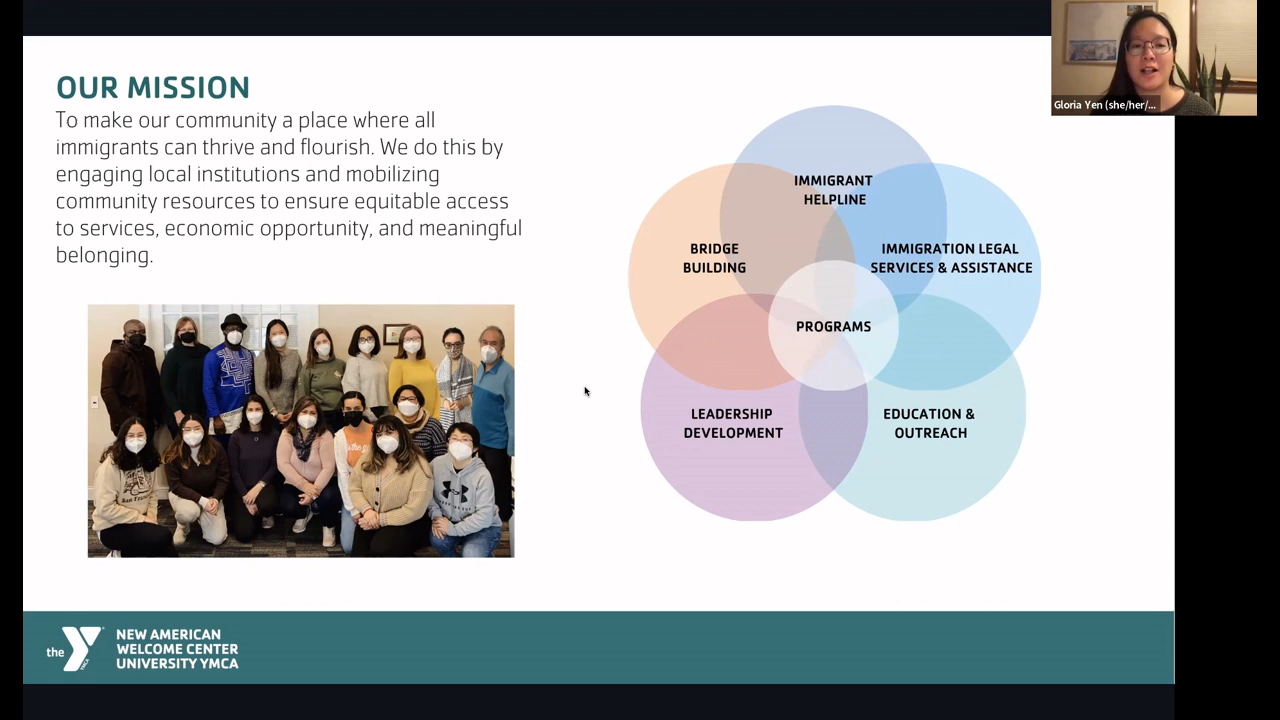 OUR MISSION
To make our community a place where all
immigrants can thrive and flourish. We do this by
engaging local institutions and mobilizing
community resources to ensure equitable access
to services, economic opportunity, and meaningful
belonging.
IMMIGRANT
HELPLINE
BRIDGE
BUILDING
IMMIGRATION LEGAL
SERVICES & ASSISTANCE
PROGRAMS
LEADERSHIP
DEVELOPMENT
EDUCATION &
OUTREACH
Gloria Yen (she/her/...
the
YMCA
NEW AMERICAN
WELCOME CENTER
UNIVERSITY YMCA